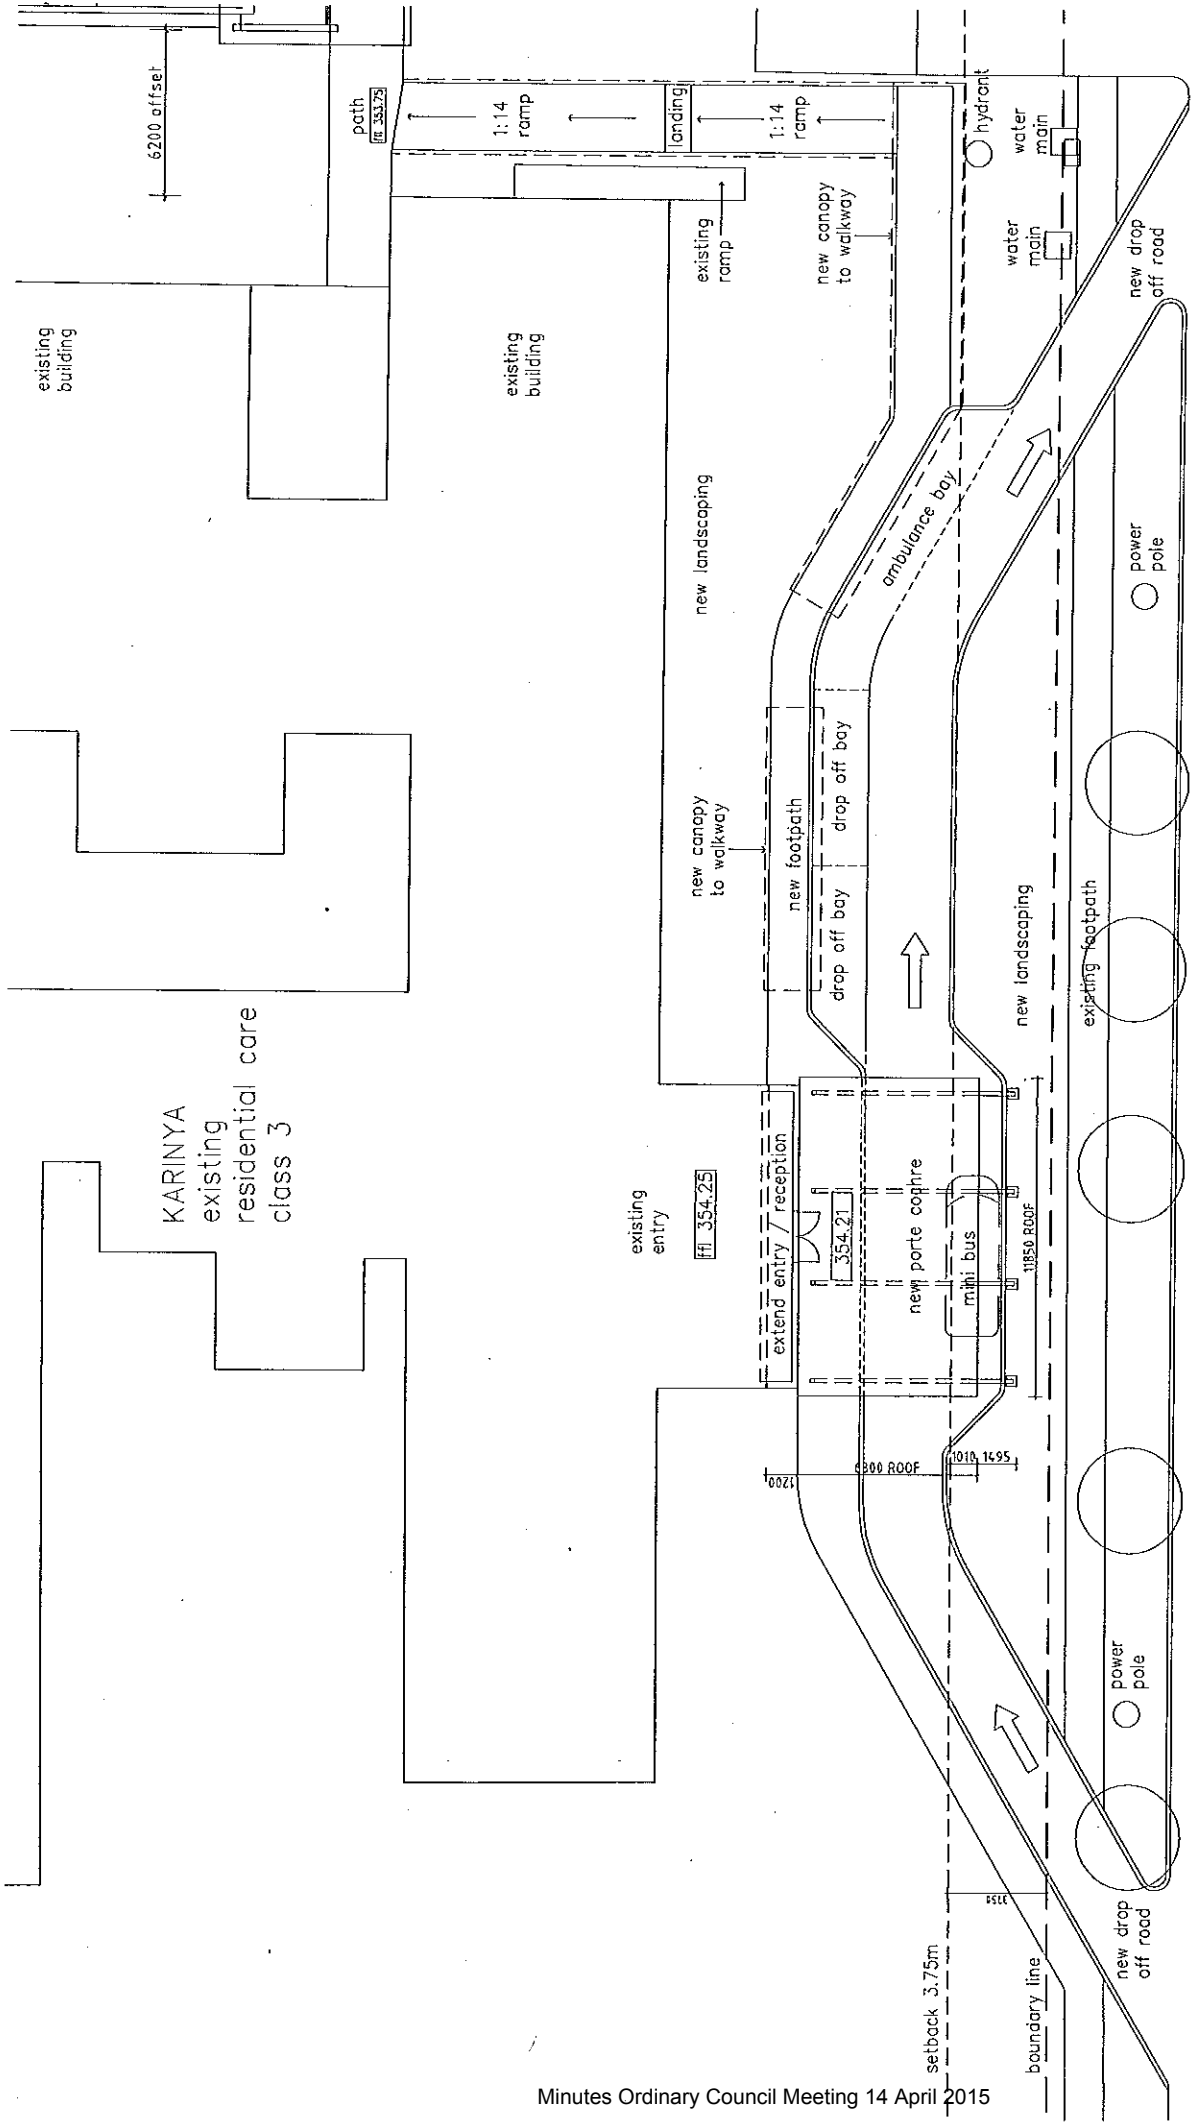 6200 offset
path
ffl 353.75
1:14
ramp
landing
1:14
ramp
hydrant
water
main
water
main
existing
ramp
new canopy
to walkway
new drop
off road
existing
building
existing
building
new landscaping
ambulance bay
power
pole
new canopy
to walkway
new footpath
drop off bay
drop off bay
new landscaping
existing footpath
KARINYA
existing
residential care
class 3
existing
entry
ffl 354.25
extend entry / reception
354.21
new porte coghre
mini bus
11850 ROOF
1200
6300 ROOF
1010
1495
power
pole
3750
new drop
off road
setback 3.75m
boundary line
Minutes Ordinary Council Meeting 14 April 2015